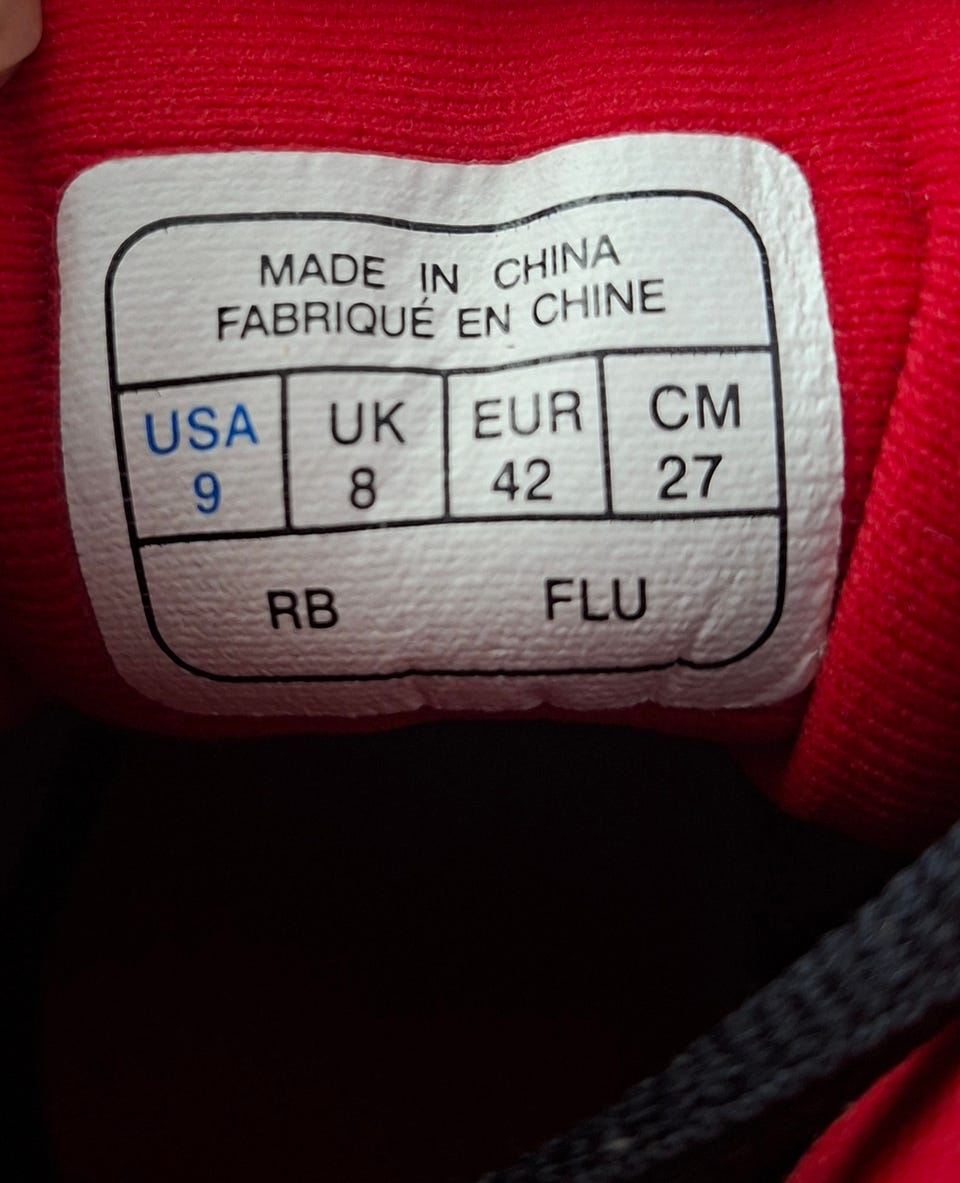 MADE IN CHINA
FABRIQUÉ EN CHINE
USA UK EUR CM
9 8 42 27
RB FLU